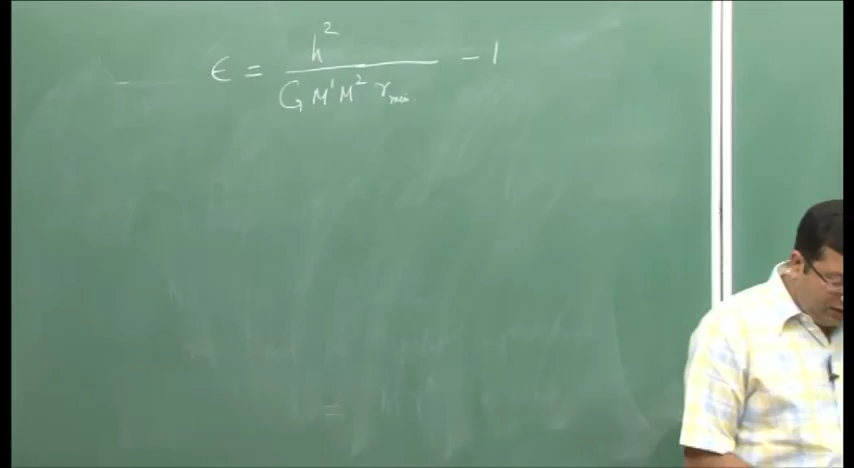 ϵ = h² / (G M' M² r_min) - 1